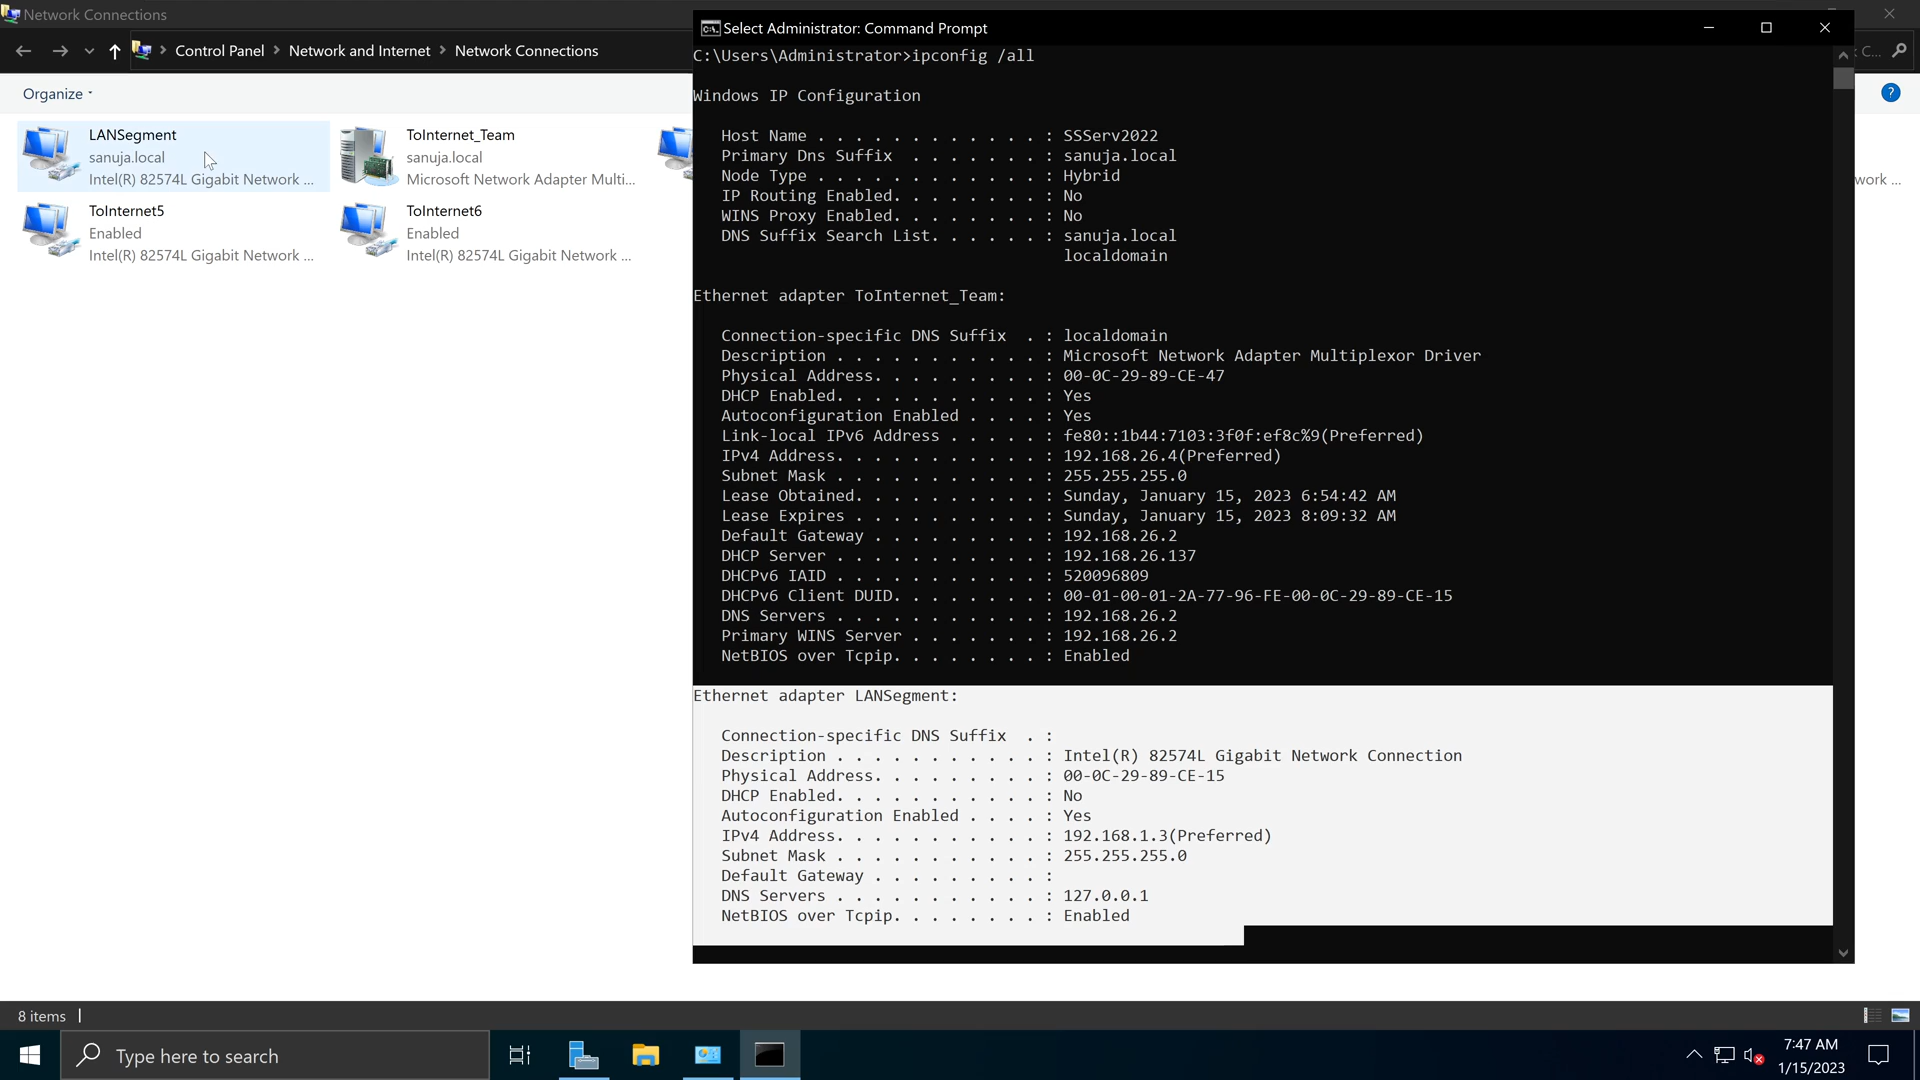 Network Connections
Control Panel > Network and Internet > Network Connections
Organize
LANSegment
sanuja.local
Intel(R) 82574L Gigabit Network ...
ToInternet_Team
sanuja.local
Microsoft Network Adapter Multi...
ToInternet5
Enabled
Intel(R) 82574L Gigabit Network ...
ToInternet6
Enabled
Intel(R) 82574L Gigabit Network ...
work ...
?
C...
Select Administrator: Command Prompt
C:\Users\Administrator>ipconfig /all
Windows IP Configuration
Host Name . . . . . . . . . . . . : SSServ2022
Primary Dns Suffix  . . . . . . . : sanuja.local
Node Type . . . . . . . . . . . . : Hybrid
IP Routing Enabled. . . . . . . . : No
WINS Proxy Enabled. . . . . . . . : No
DNS Suffix Search List. . . . . . : sanuja.local
localdomain
Ethernet adapter ToInternet_Team:
Connection-specific DNS Suffix  . : localdomain
Description . . . . . . . . . . . : Microsoft Network Adapter Multiplexor Driver
Physical Address. . . . . . . . . : 00-0C-29-89-CE-47
DHCP Enabled. . . . . . . . . . . : Yes
Autoconfiguration Enabled . . . . : Yes
Link-local IPv6 Address . . . . . : fe80::1b44:7103:3f0f:ef8c%9(Preferred)
IPv4 Address. . . . . . . . . . . : 192.168.26.4(Preferred)
Subnet Mask . . . . . . . . . . . : 255.255.255.0
Lease Obtained. . . . . . . . . . : Sunday, January 15, 2023 6:54:42 AM
Lease Expires . . . . . . . . . . : Sunday, January 15, 2023 8:09:32 AM
Default Gateway . . . . . . . . . : 192.168.26.2
DHCP Server . . . . . . . . . . . : 192.168.26.137
DHCPv6 IAID . . . . . . . . . . . : 520096809
DHCPv6 Client DUID. . . . . . . . : 00-01-00-01-2A-77-96-FE-00-0C-29-89-CE-15
DNS Servers . . . . . . . . . . . : 192.168.26.2
Primary WINS Server . . . . . . . : 192.168.26.2
NetBIOS over Tcpip. . . . . . . . : Enabled
Ethernet adapter LANSegment:
Connection-specific DNS Suffix  . :
Description . . . . . . . . . . . : Intel(R) 82574L Gigabit Network Connection
Physical Address. . . . . . . . . : 00-0C-29-89-CE-15
DHCP Enabled. . . . . . . . . . . : No
Autoconfiguration Enabled . . . . : Yes
IPv4 Address. . . . . . . . . . . : 192.168.1.3(Preferred)
Subnet Mask . . . . . . . . . . . : 255.255.255.0
Default Gateway . . . . . . . . . :
DNS Servers . . . . . . . . . . . : 127.0.0.1
NetBIOS over Tcpip. . . . . . . . : Enabled
8 items
Type here to search
7:47 AM
1/15/2023